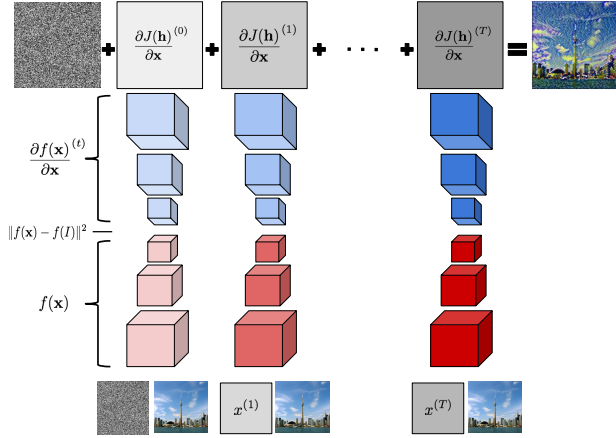 + ∂J(h)/∂x ^(0) + ∂J(h)/∂x ^(1) + · · · + ∂J(h)/∂x ^(T) =
∂f(x)/∂x ^(t)
‖f(x) − f(I)‖²
f(x)
x^(1) x^(T)